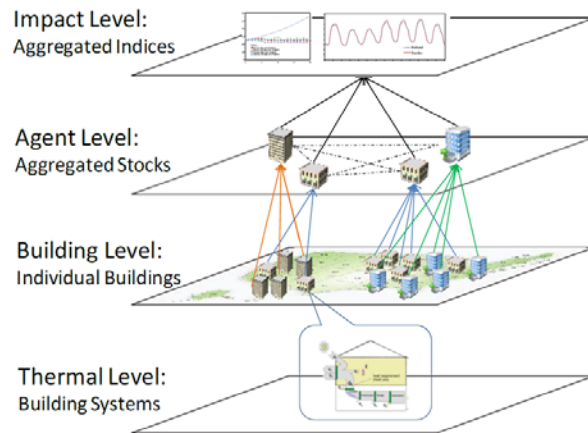 Impact Level:
Aggregated Indices
Agent Level:
Aggregated Stocks
Building Level:
Individual Buildings
Thermal Level:
Building Systems